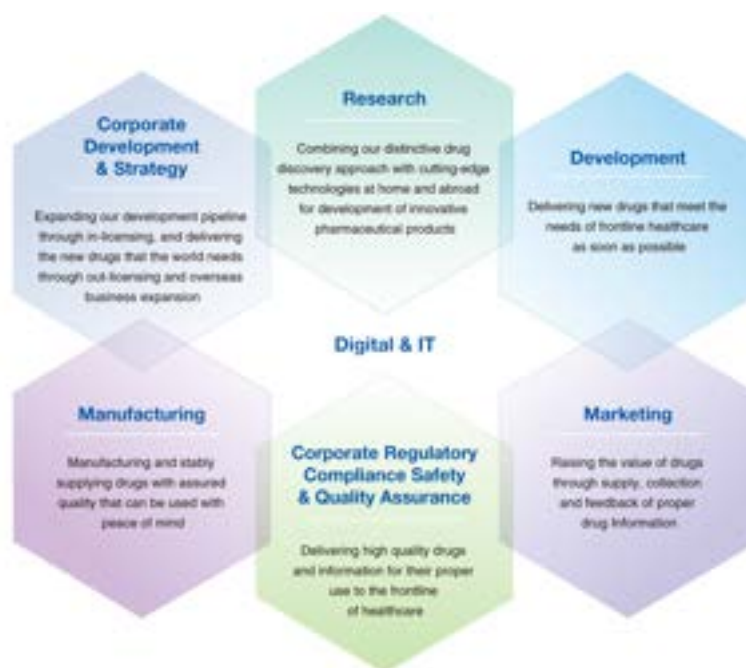 Corporate
Development
& Strategy
Expanding our development pipeline
through in-licensing, and delivering
the new drugs that the world needs
through out-licensing and overseas
business expansion
Research
Combining our distinctive drug
discovery approach with cutting-edge
technologies at home and abroad
for development of innovative
pharmaceutical products
Development
Delivering new drugs that meet the
needs of frontline healthcare
as soon as possible
Digital & IT
Manufacturing
Manufacturing and stably
supplying drugs with assured
quality that can be used with
peace of mind
Corporate Regulatory
Compliance Safety
& Quality Assurance
Delivering high quality drugs
and information for their proper
use to the frontline
of healthcare
Marketing
Raising the value of drugs
through supply, collection
and feedback of proper
drug Information